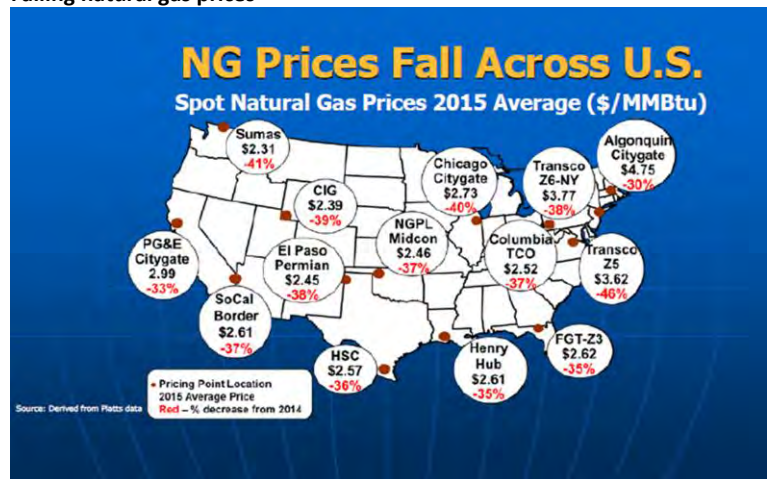 NG Prices Fall Across U.S.
Spot Natural Gas Prices 2015 Average ($/MMBtu)
Sumas
$2.31
-41%
CIG
$2.39
-39%
Chicago
Citygate
$2.73
-40%
Transco
Z6-NY
$3.77
-38%
Algonquin
Citygate
$4.75
-30%
PG&E
Citygate
2.99
-33%
El Paso
Permian
$2.45
-38%
NGPL
Midcon
$2.46
-37%
Columbia
TCO
$2.52
-37%
Transco
Z5
$3.62
-46%
SoCal
Border
$2.61
-37%
HSC
$2.57
-36%
Henry
Hub
$2.61
-35%
FGT-Z3
$2.62
-35%
Pricing Point Location
2015 Average Price
Red – % decrease from 2014
Source: Derived from Platts data